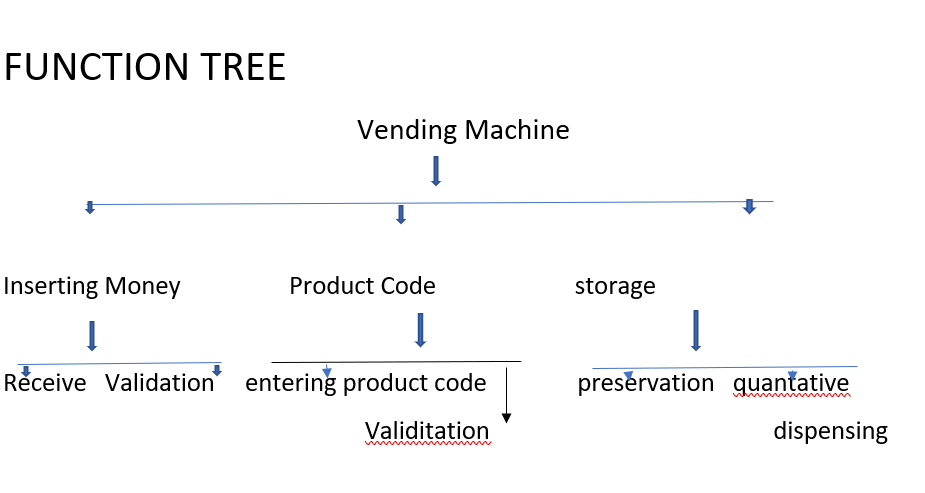 FUNCTION TREE
Vending Machine
Inserting Money Product Code storage
Receive Validation entering product code preservation quantative
Validitation dispensing